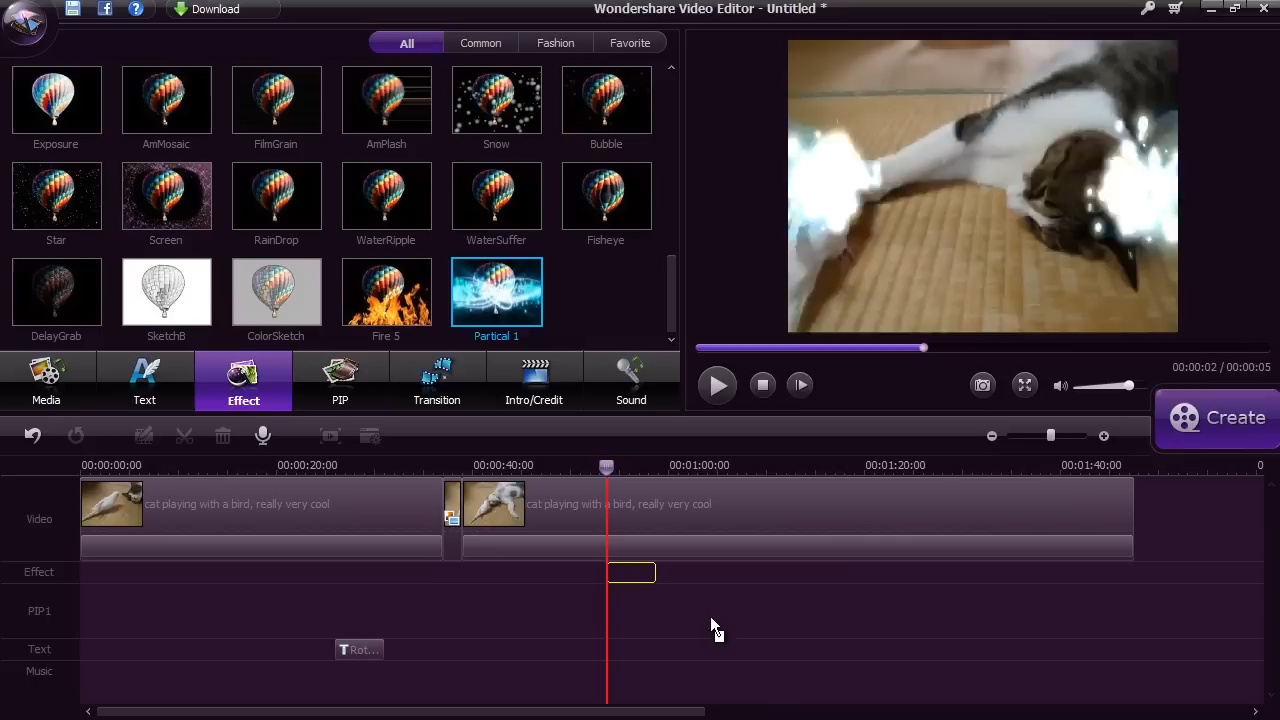 Download
Wondershare Video Editor - Untitled *
All Common Fashion Favorite
Exposure AmMosaic FilmGrain AmPlash Snow Bubble
Star Screen RainDrop WaterRipple WaterSuffer Fisheye
DelayGrab SketchB ColorSketch Fire 5 Partical 1
00:00:02 / 00:00:05
Media Text Effect PIP Transition Intro/Credit Sound
Create
00:00:00:00 00:00:20:00 00:00:40:00 00:01:00:00 00:01:20:00 00:01:40:00 0
Video cat playing with a bird, really very cool cat playing with a bird, really very cool
Effect
PIP1
Text T Rot...
Music